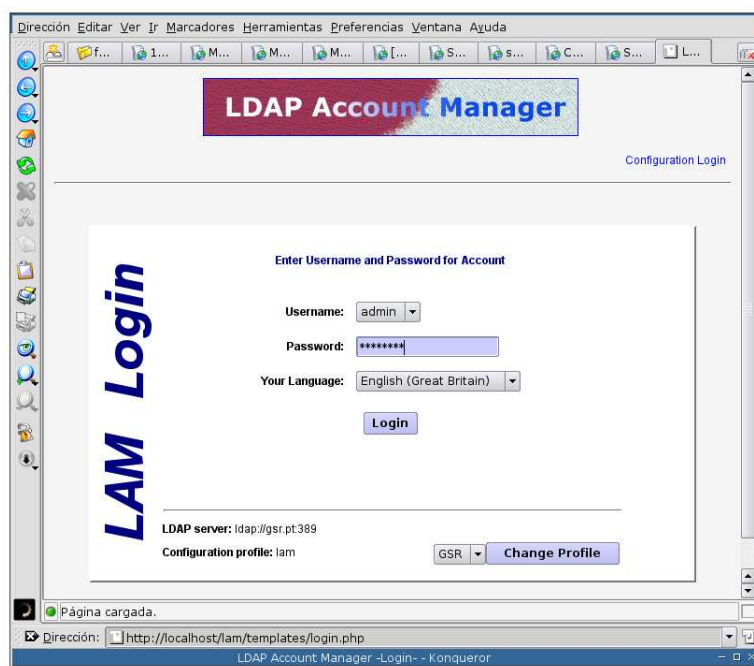 Dirección Editar Ver Ir Marcadores Herramientas Preferencias Ventana Ayuda
f... 1... M... M... M... [... S... s... C... S... L...
LDAP Account Manager
Configuration Login
LAM Login
Enter Username and Password for Account
Username: admin
Password: ********
Your Language: English (Great Britain)
Login
LDAP server: ldap://gsr.pt:389
Configuration profile: lam
GSR Change Profile
Página cargada.
Dirección: http://localhost/lam/templates/login.php
LDAP Account Manager -Login- - Konqueror